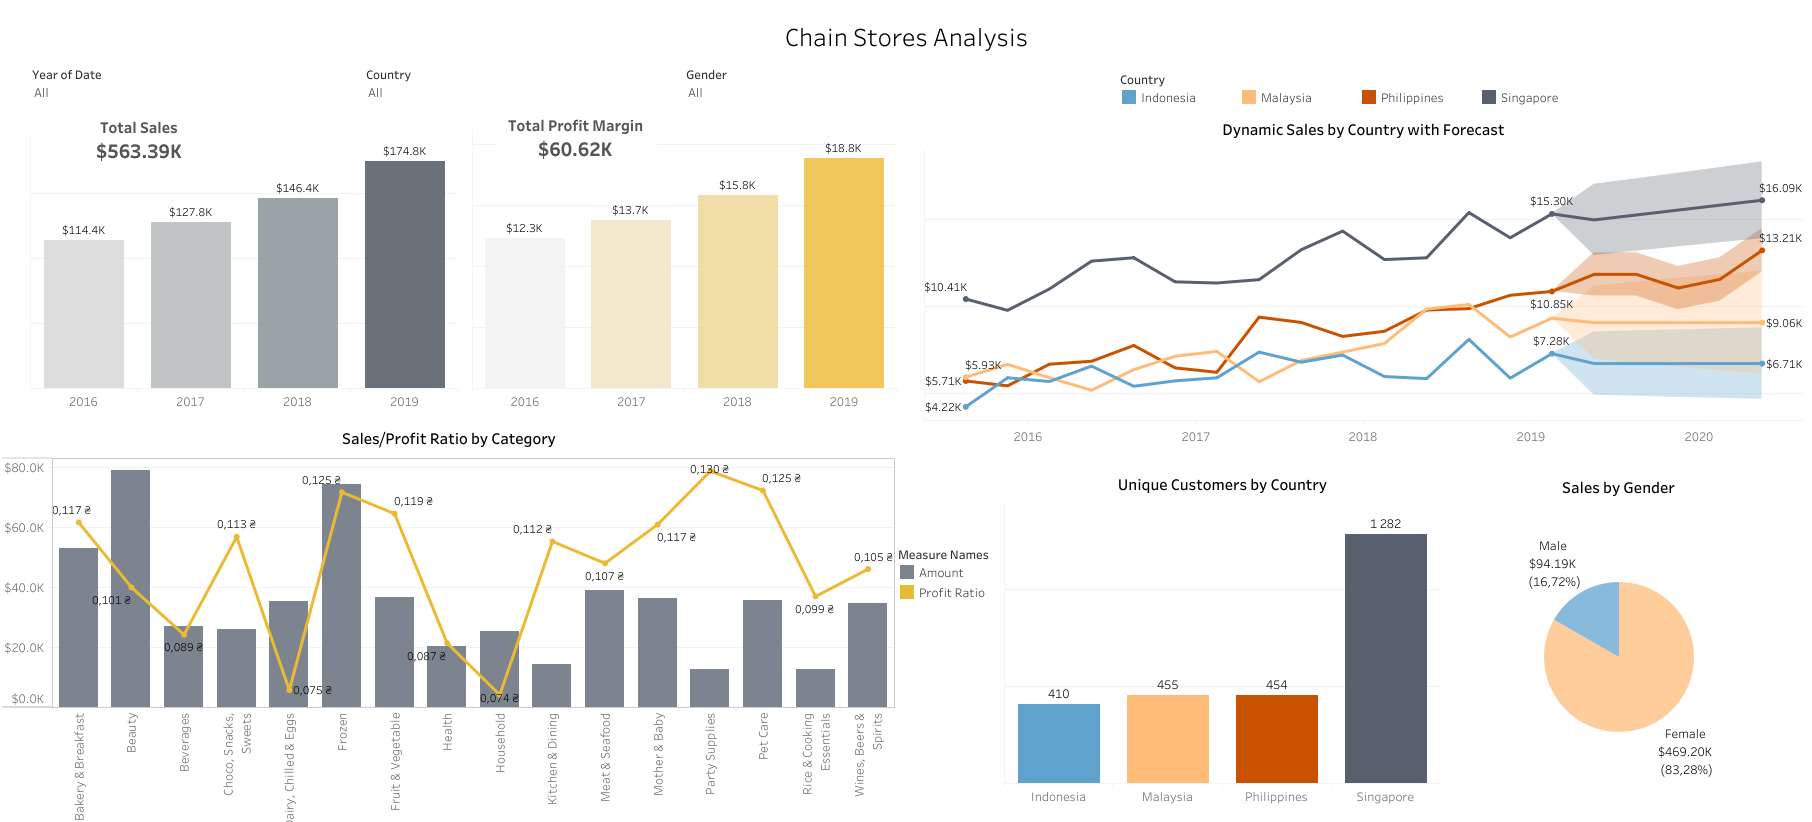 Chain Stores Analysis
Year of Date
All
Country
All
Gender
All
Total Sales
$563.39K
$114.4K
$127.8K
$146.4K
$174.8K
2016
2017
2018
2019
Total Profit Margin
$60.62K
$12.3K
$13.7K
$15.8K
$18.8K
2016
2017
2018
2019
Country
Indonesia
Malaysia
Philippines
Singapore
Dynamic Sales by Country with Forecast
$10.41K
$5.93K
$5.71K
$4.22K
$15.30K
$10.85K
$7.28K
$16.09K
$13.21K
$9.06K
$6.71K
2016
2017
2018
2019
2020
Sales/Profit Ratio by Category
$80.0K
$60.0K
$40.0K
$20.0K
$0.0K
0,117 ₴
0,101 ₴
0,089 ₴
0,113 ₴
0,075 ₴
0,125 ₴
0,119 ₴
0,087 ₴
0,074 ₴
0,112 ₴
0,107 ₴
0,117 ₴
0,130 ₴
0,125 ₴
0,099 ₴
0,105 ₴
Bakery & Breakfast
Beauty
Beverages
Choco, Snacks,
Sweets
Dairy, Chilled & Eggs
Frozen
Fruit & Vegetable
Health
Household
Kitchen & Dining
Meat & Seafood
Mother & Baby
Party Supplies
Pet Care
Rice & Cooking
Essentials
Wines, Beers &
Spirits
Measure Names
Amount
Profit Ratio
Unique Customers by Country
410
455
454
1 282
Indonesia
Malaysia
Philippines
Singapore
Sales by Gender
Male
$94.19K
(16,72%)
Female
$469.20K
(83,28%)